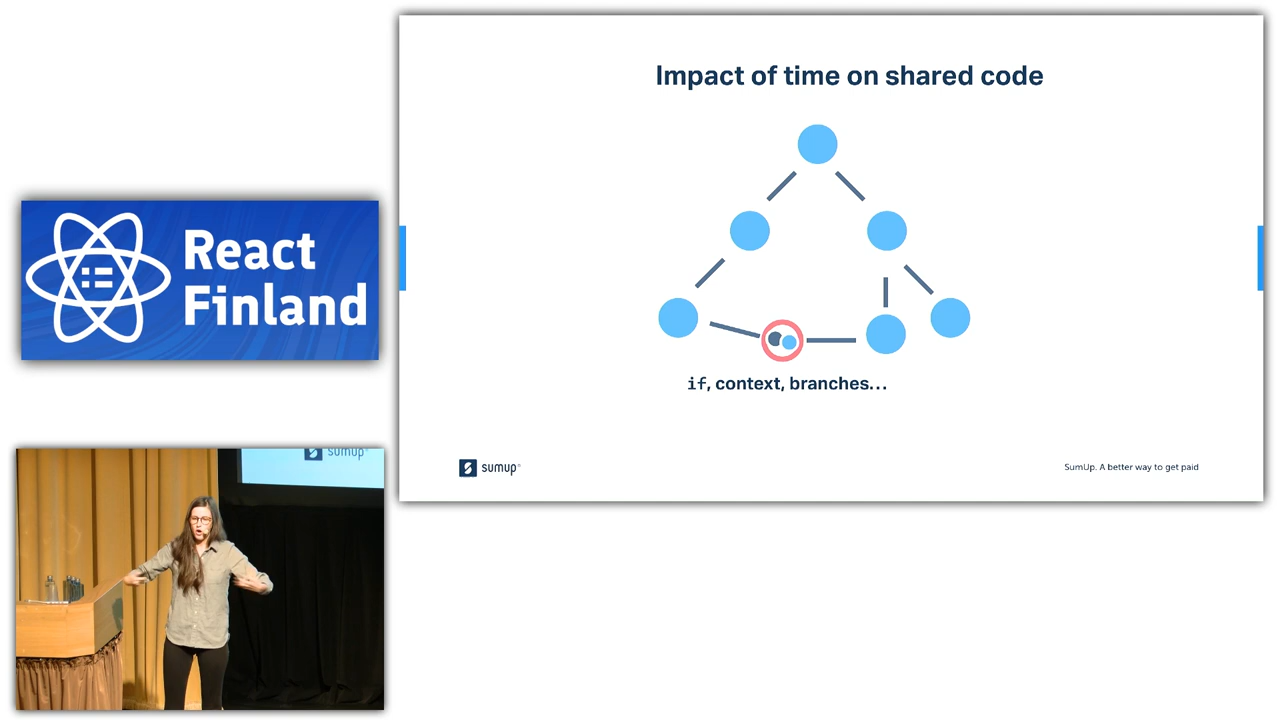 Impact of time on shared code
React
Finland
if, context, branches...
sumup®
SumUp. A better way to get paid
sumup®